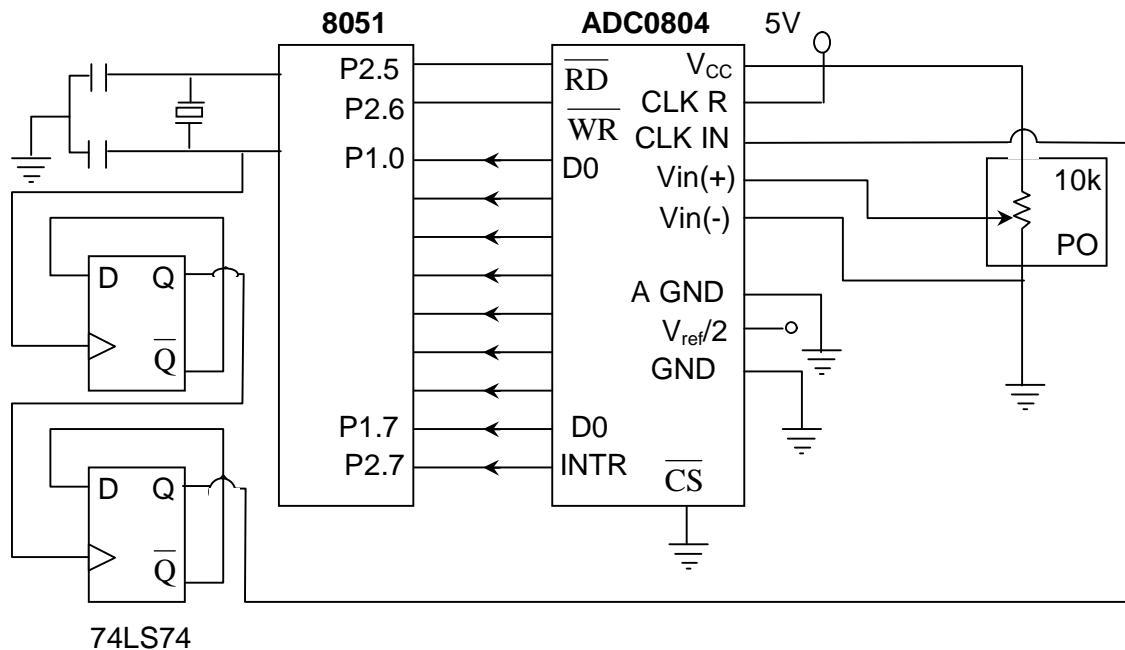 8051
ADC0804
5V
P2.5
P2.6
P1.0
P1.7
P2.7
RD
WR
D0
D0
INTR
VCC
CLK R
CLK IN
Vin(+)
Vin(-)
A GND
Vref/2
GND
CS
10k
PO
D Q
Q
D Q
Q
74LS74